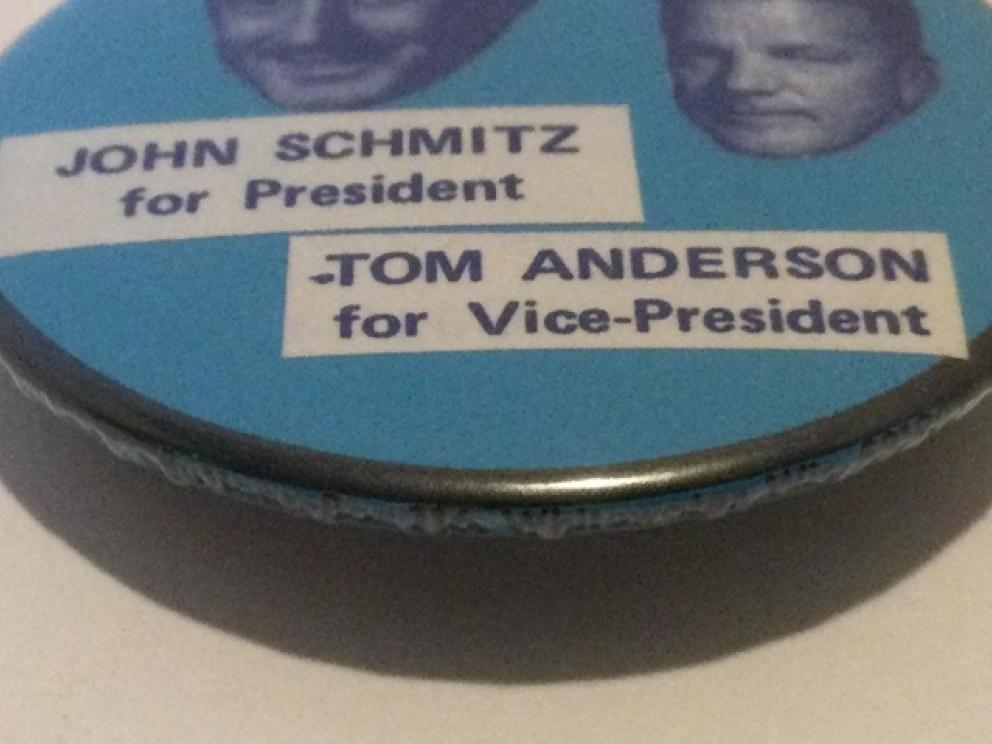 JOHN SCHMITZ
for President
TOM ANDERSON
for Vice-President